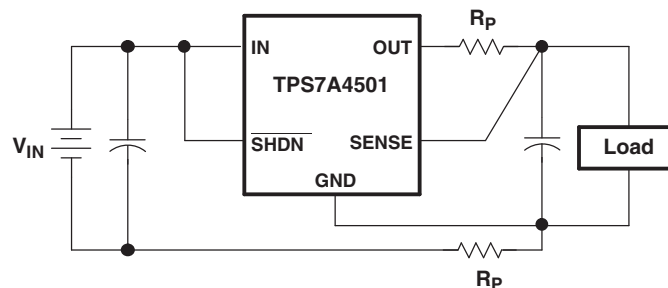 R_P
IN
OUT
TPS7A4501
V_IN
SHDN
SENSE
Load
GND
R_P